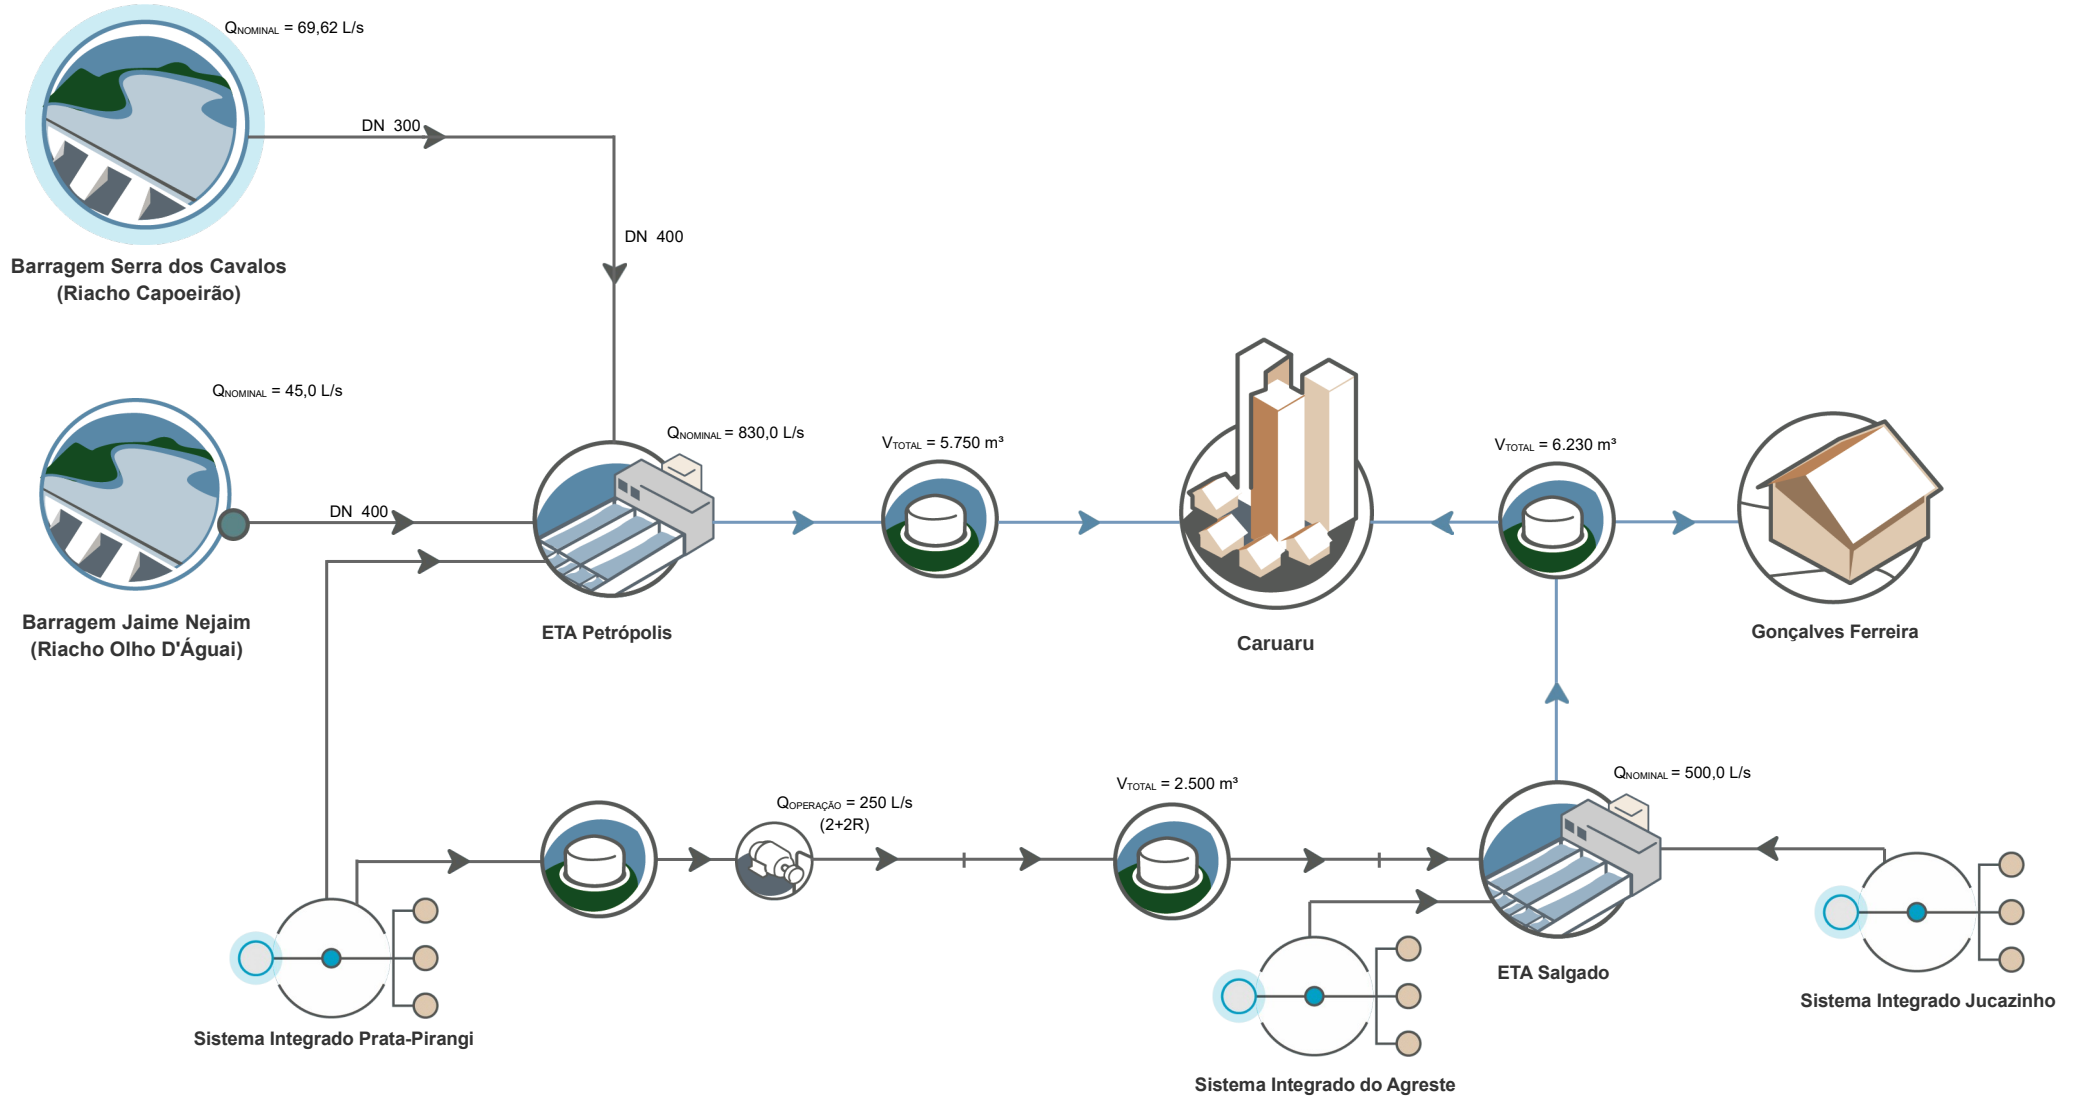 QNOMINAL = 69,62 L/s
DN 300
DN 400
Barragem Serra dos Cavalos
(Riacho Capoeirão)
QNOMINAL = 45,0 L/s
DN 400
Barragem Jaime Nejaim
(Riacho Olho D'Águai)
QNOMINAL = 830,0 L/s
ETA Petrópolis
VTOTAL = 5.750 m³
Caruaru
VTOTAL = 6.230 m³
Gonçalves Ferreira
QOPERAÇÃO = 250 L/s
(2+2R)
VTOTAL = 2.500 m³
QNOMINAL = 500,0 L/s
ETA Salgado
Sistema Integrado Jucazinho
Sistema Integrado Prata-Pirangi
Sistema Integrado do Agreste